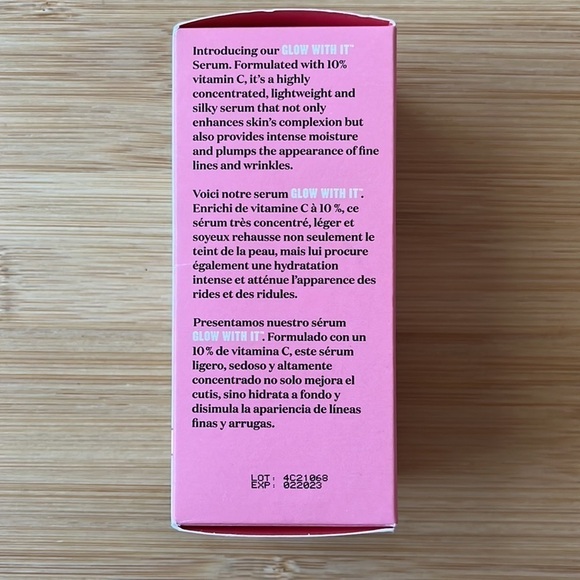 Introducing our GLOW WITH IT™
Serum. Formulated with 10%
vitamin C, it's a highly
concentrated, lightweight and
silky serum that not only
enhances skin's complexion but
also provides intense moisture
and plumps the appearance of fine
lines and wrinkles.
Voici notre serum GLOW WITH IT™.
Enrichi de vitamine C à 10 %, ce
sérum très concentré, léger et
soyeux rehausse non seulement le
teint de la peau, mais lui procure
également une hydratation
intense et atténue l'apparence des
rides et des ridules.
Presentamos nuestro sérum
GLOW WITH IT™. Formulado con un
10% de vitamina C, este sérum
ligero, sedoso y altamente
concentrado no solo mejora el
cutis, sino hidrata a fondo y
disimula la apariencia de líneas
finas y arrugas.
LOT: 4C21068
EXP: 022023